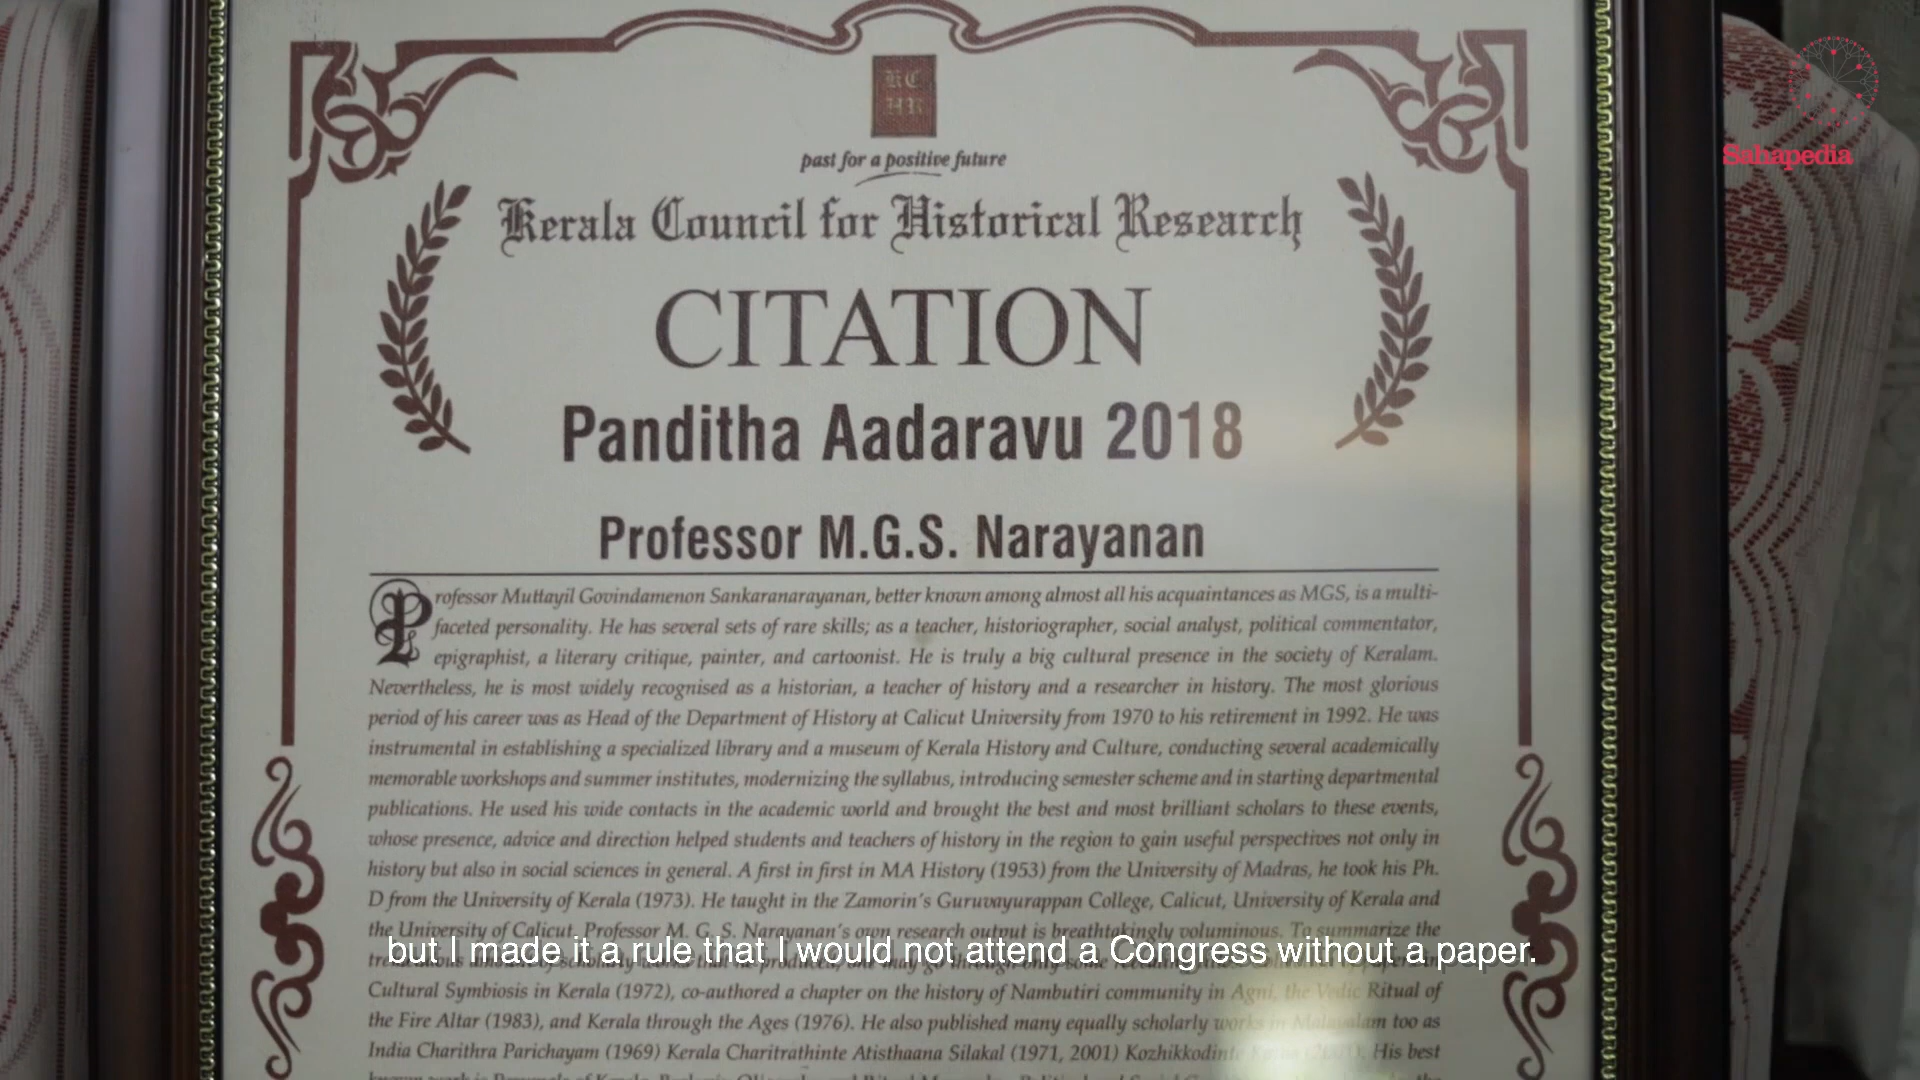 KC
HR
past for a positive future
Sahapedia
Kerala Council for Historical Research
CITATION
Panditha Aadaravu 2018
Professor M.G.S. Narayanan
Professor Muttayil Govindamenon Sankaranarayanan, better known among almost all his acquaintances as MGS, is a multi-
faceted personality. He has several sets of rare skills; as a teacher, historiographer, social analyst, political commentator,
epigraphist, a literary critique, painter, and cartoonist. He is truly a big cultural presence in the society of Keralam.
Nevertheless, he is most widely recognised as a historian, a teacher of history and a researcher in history. The most glorious
period of his career was as Head of the Department of History at Calicut University from 1970 to his retirement in 1992. He was
instrumental in establishing a specialized library and a museum of Kerala History and Culture, conducting several academically
memorable workshops and summer institutes, modernizing the syllabus, introducing semester scheme and in starting departmental
publications. He used his wide contacts in the academic world and brought the best and most brilliant scholars to these events,
whose presence, advice and direction helped students and teachers of history in the region to gain useful perspectives not only in
history but also in social sciences in general. A first in first in MA History (1953) from the University of Madras, he took his Ph.
D from the University of Kerala (1973). He taught in the Zamorin's Guruvayurappan College, Calicut, University of Kerala and
the University of Calicut. Professor M. G. S. Narayanan's own research output is breathtakingly voluminous. To summarize the
but I made it a rule that I would not attend a Congress without a paper.
Cultural Symbiosis in Kerala (1972), co-authored a chapter on the history of Nambutiri community in Agni, the Vedic Ritual of
the Fire Altar (1983), and Kerala through the Ages (1976). He also published many equally scholarly works in Malayalam too as
India Charithra Parichayam (1969) Kerala Charitrathinte Atisthaana Silakal (1971, 2001) His best